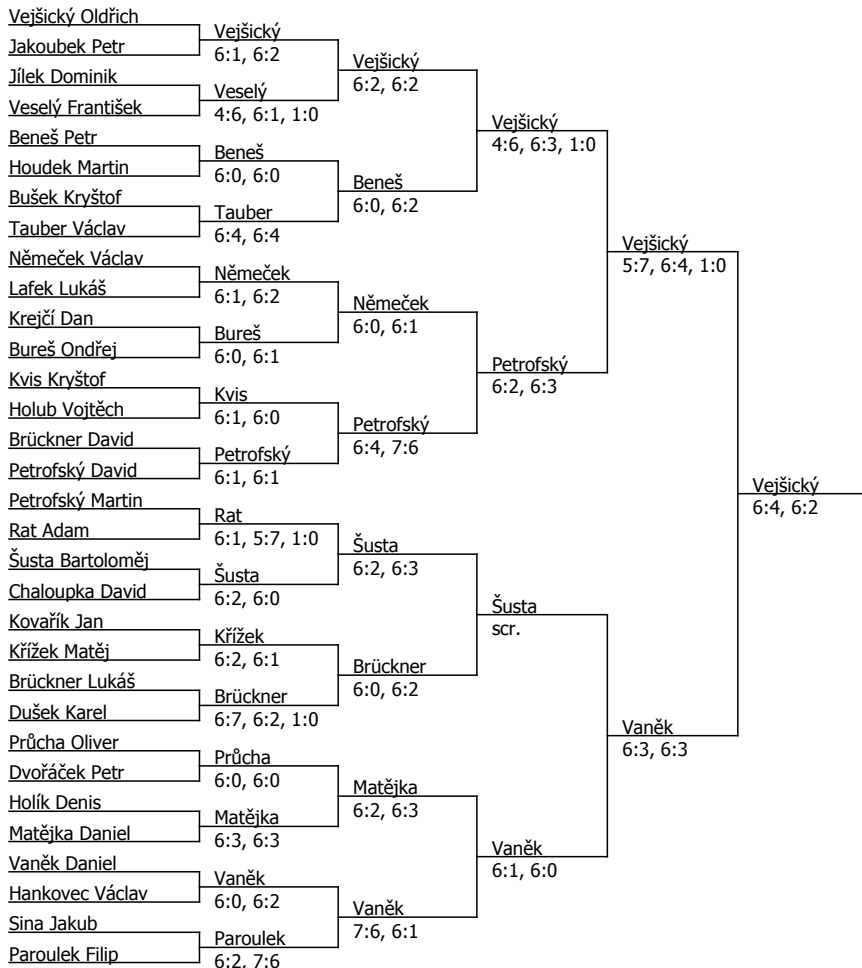 Vejšický Oldřich
Jakoubek Petr
Jílek Dominik
Veselý František
Beneš Petr
Houdek Martin
Bušek Kryštof
Tauber Václav
Němeček Václav
Lafek Lukáš
Krejčí Dan
Bureš Ondřej
Kvis Kryštof
Holub Vojtěch
Brückner David
Petrofský David
Petrofský Martin
Rat Adam
Šusta Bartoloměj
Chaloupka David
Kovařík Jan
Křížek Matěj
Brückner Lukáš
Dušek Karel
Průcha Oliver
Dvořáček Petr
Holík Denis
Matějka Daniel
Vaněk Daniel
Hankovec Václav
Sina Jakub
Paroulek Filip
Vejšický
6:1, 6:2
Veselý
4:6, 6:1, 1:0
Beneš
6:0, 6:0
Tauber
6:4, 6:4
Němeček
6:1, 6:2
Bureš
6:0, 6:1
Kvis
6:1, 6:0
Petrofský
6:1, 6:1
Rat
6:1, 5:7, 1:0
Šusta
6:2, 6:0
Křížek
6:2, 6:1
Brückner
6:7, 6:2, 1:0
Průcha
6:0, 6:0
Matějka
6:3, 6:3
Vaněk
6:0, 6:2
Paroulek
6:2, 7:6
Vejšický
6:2, 6:2
Beneš
6:0, 6:2
Němeček
6:0, 6:1
Petrofský
6:4, 7:6
Šusta
6:2, 6:3
Brückner
6:0, 6:2
Matějka
6:2, 6:3
Vaněk
7:6, 6:1
Vejšický
4:6, 6:3, 1:0
Petrofský
6:2, 6:3
Šusta
scr.
Vaněk
6:1, 6:0
Vejšický
5:7, 6:4, 1:0
Vaněk
6:3, 6:3
Vejšický
6:4, 6:2